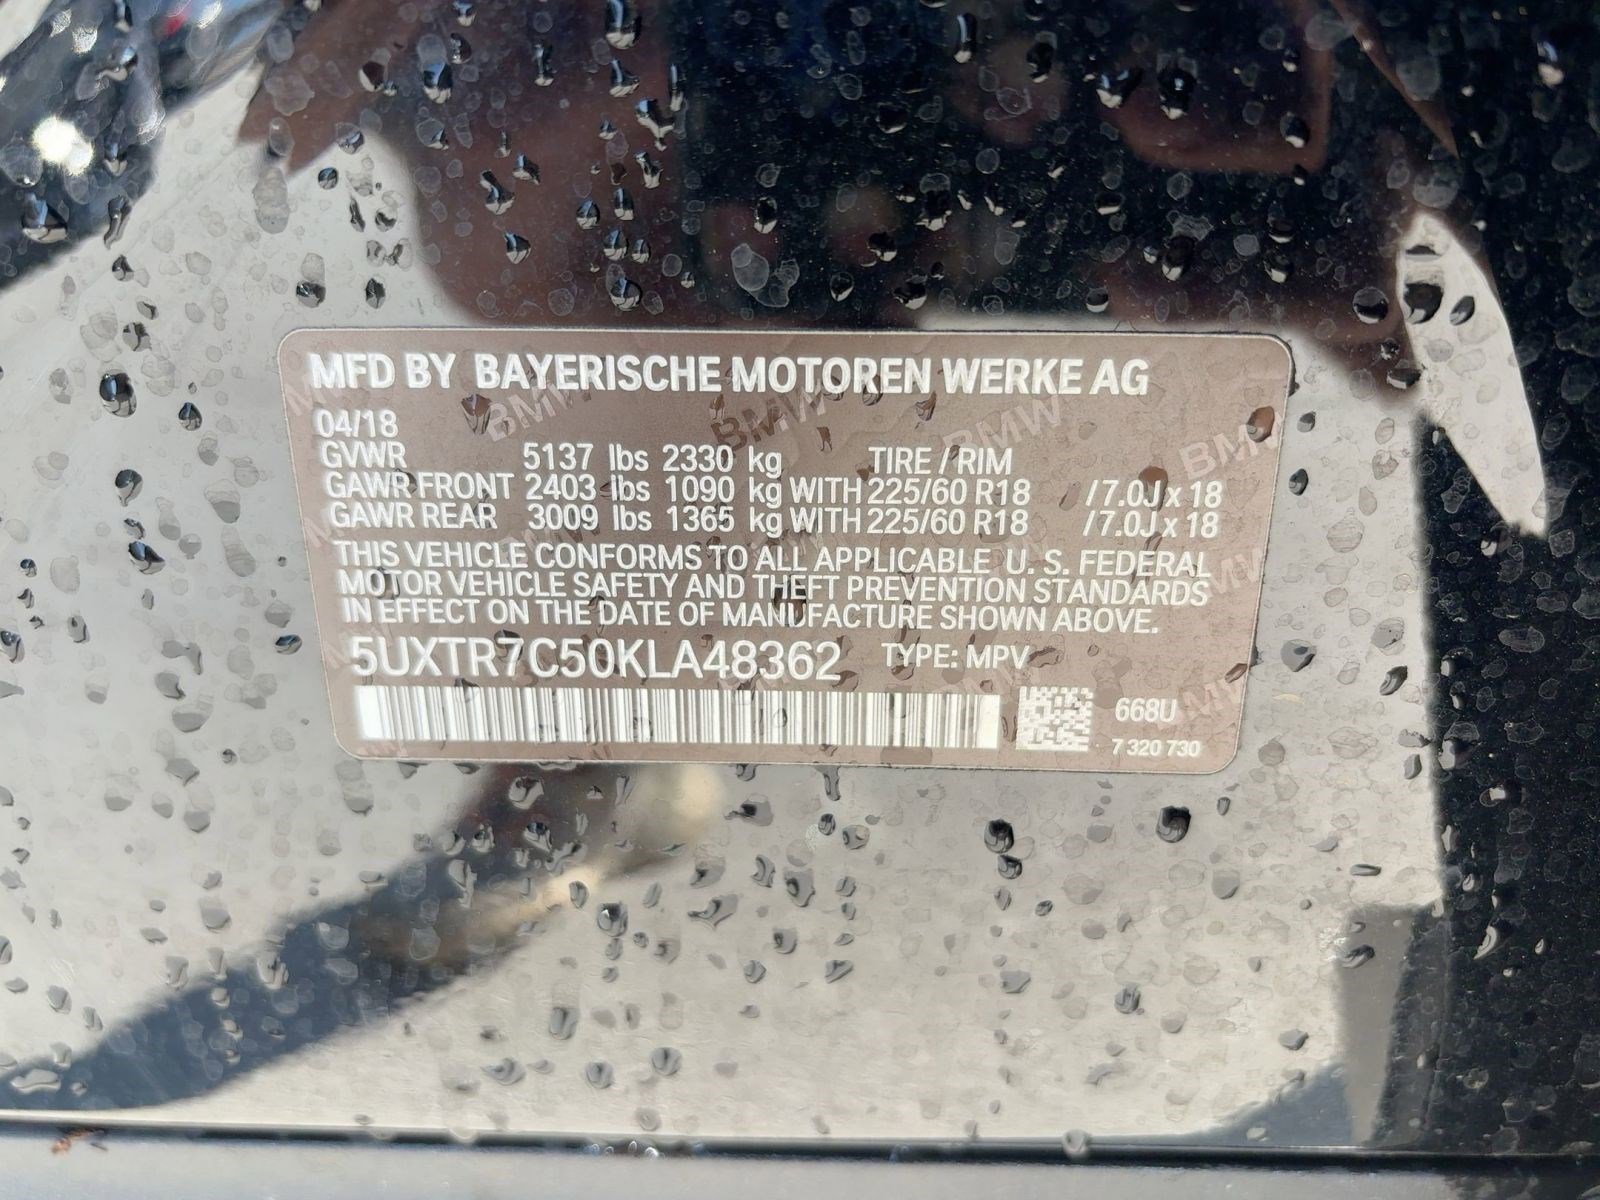 MFD BY BAYERISCHE MOTOREN WERKE AG
04/18
GVWR 5137 lbs 2330 kg TIRE / RIM
GAWR FRONT 2403 lbs 1090 kg WITH 225/60 R18 / 7.0J x 18
GAWR REAR 3009 lbs 1365 kg WITH 225/60 R18 / 7.0J x 18
THIS VEHICLE CONFORMS TO ALL APPLICABLE U. S. FEDERAL
MOTOR VEHICLE SAFETY AND THEFT PREVENTION STANDARDS
IN EFFECT ON THE DATE OF MANUFACTURE SHOWN ABOVE.
5UXTR7C50KLA48362 TYPE: MPV
668U
7 320 730